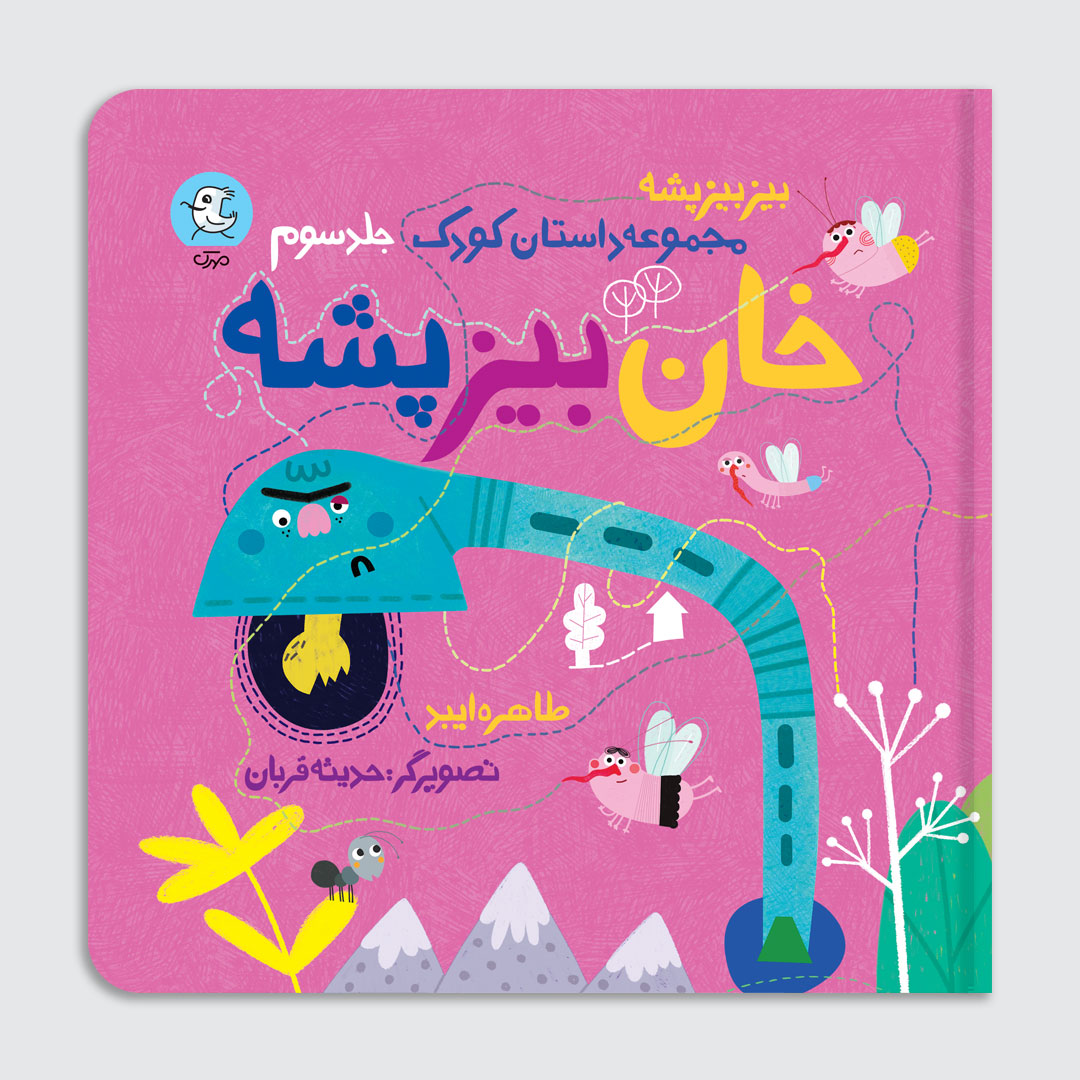 بیز بیز پشه
مجموعه داستان کودک جلد سوم
مهرک
خان بیز پشه
طاهره ایبد
تصویرگر: حدیثه قربان